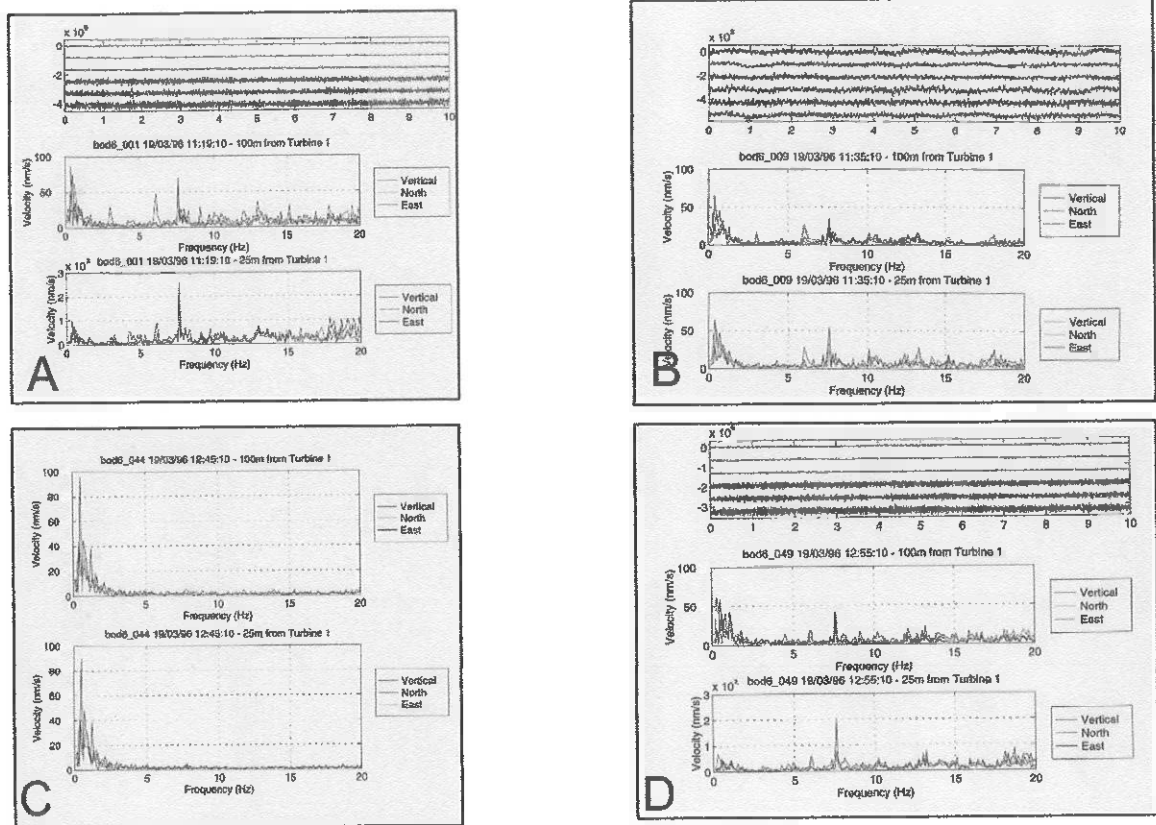 x 10
0
-2
-4
0 1 2 3 4 5 6 7 8 9 10
bod6_001 19/03/96 11:19:10 - 100m from Turbine 1
100
50
0
Velocity (nm/s)
0 5 10 15 20
Frequency (Hz)
Vertical
North
East
bod6_001 19/03/96 11:19:10 - 25m from Turbine 1
3
2
1
0
Velocity (nm/s)
0 5 10 15 20
Frequency (Hz)
Vertical
North
East
A
x 10
0
-2
-4
0 1 2 3 4 5 6 7 8 9 10
bod6_009 19/03/96 11:35:10 - 100m from Turbine 1
100
50
0
Velocity (nm/s)
0 5 10 15 20
Frequency (Hz)
Vertical
North
East
bod6_009 19/03/96 11:35:10 - 25m from Turbine 1
100
50
0
Velocity (nm/s)
0 5 10 15 20
Frequency (Hz)
Vertical
North
East
B
bod6_044 19/03/96 12:45:10 - 100m from Turbine 1
100
80
60
40
20
0
Velocity (nm/s)
0 5 10 15 20
Frequency (Hz)
Vertical
North
East
bod6_044 19/03/96 12:45:10 - 25m from Turbine 1
100
80
60
40
20
0
Velocity (nm/s)
0 5 10 15 20
Frequency (Hz)
Vertical
North
East
C
x 10
0
-1
-2
-3
0 1 2 3 4 5 6 7 8 9 10
bod6_049 19/03/96 12:55:10 - 100m from Turbine 1
100
50
0
Velocity (nm/s)
0 5 10 15 20
Frequency (Hz)
Vertical
North
East
bod6_049 19/03/96 12:55:10 - 25m from Turbine 1
3
2
1
0
Velocity (nm/s)
0 5 10 15 20
Frequency (Hz)
Vertical
North
East
D